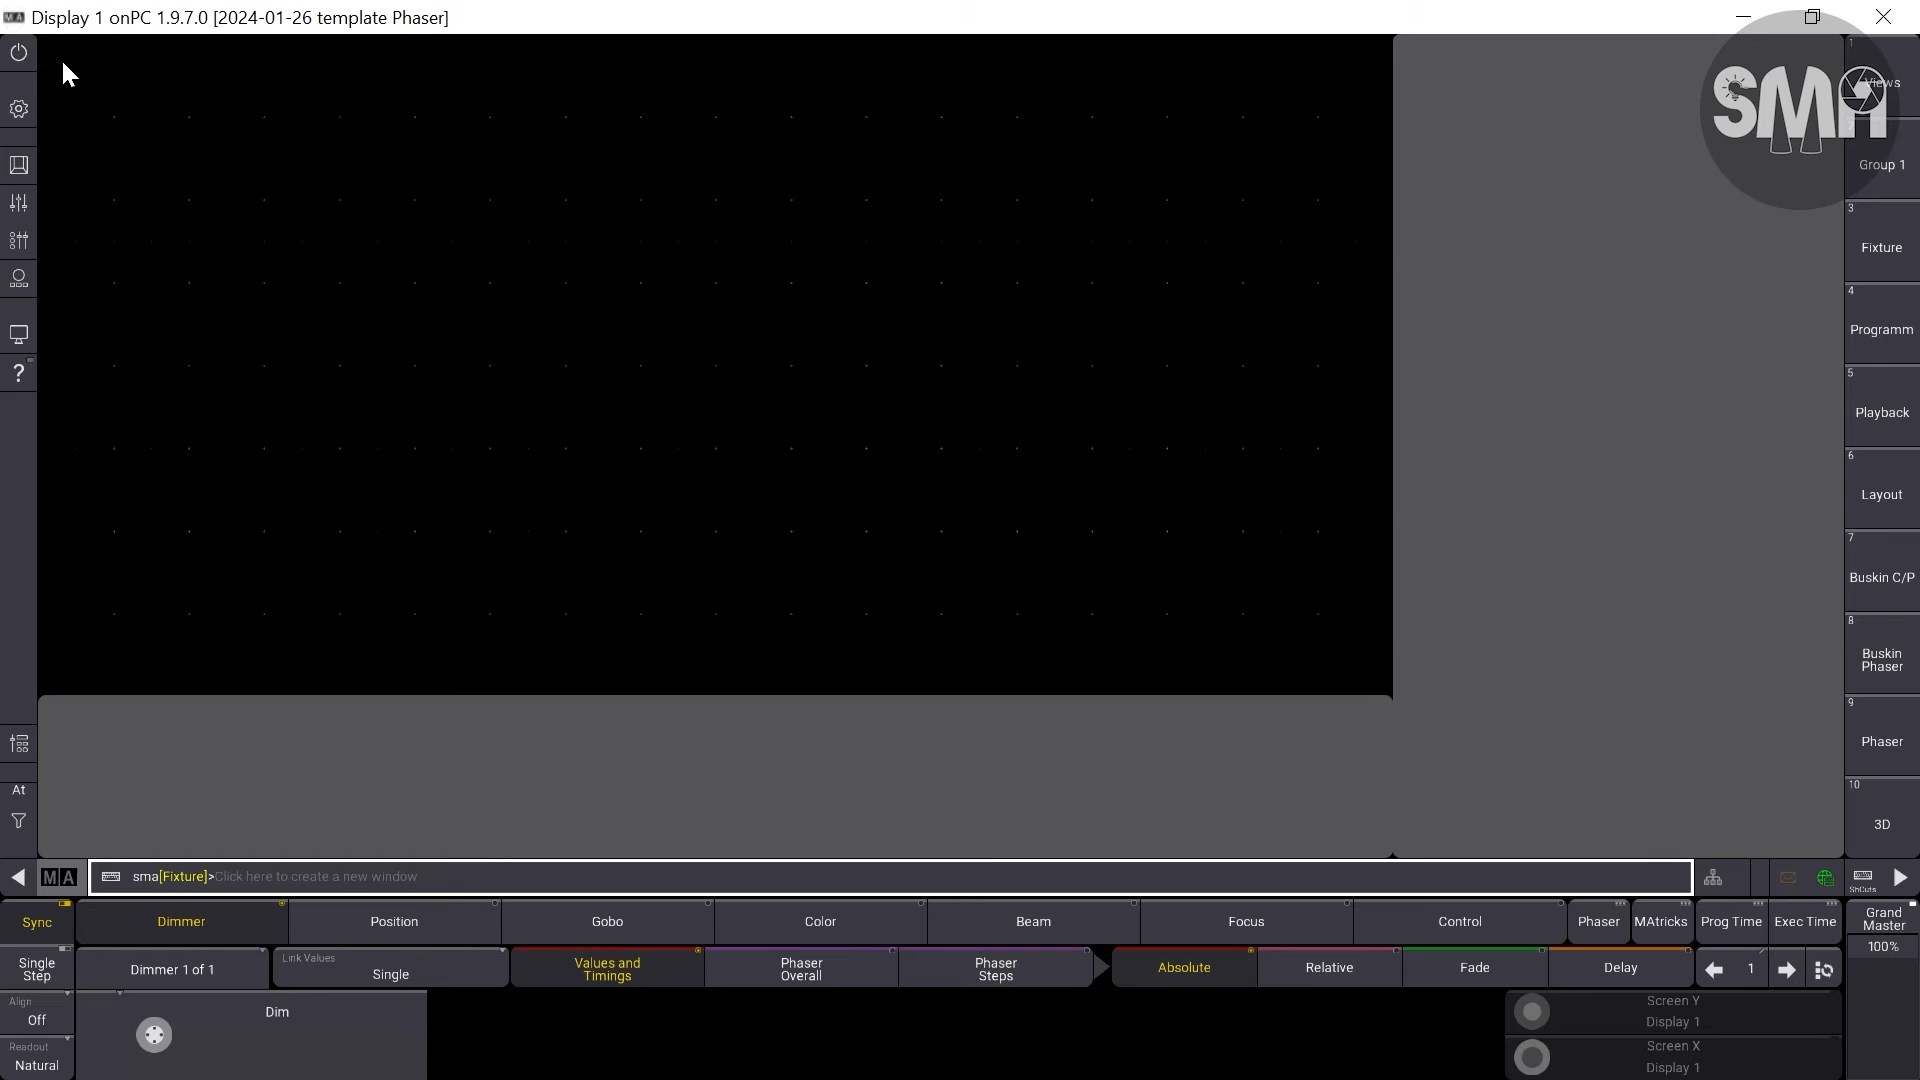 MA Display 1 onPC 1.9.7.0 [2024-01-26 template Phaser]
SMA
1
Views
Group 1
3
Fixture
4
Programm
5
Playback
6
Layout
7
Buskin C/P
8
Buskin
Phaser
9
Phaser
10
3D
?
At
MA
sma[Fixture]>Click here to create a new window
ShCuts
Sync
Dimmer
Position
Gobo
Color
Beam
Focus
Control
Phaser
MAtricks
Prog Time
Exec Time
Grand
Master
100%
Single
Step
Dimmer 1 of 1
Link Values
Single
Values and
Timings
Phaser
Overall
Phaser
Steps
Absolute
Relative
Fade
Delay
1
Align
Off
Readout
Natural
Dim
Screen Y
Display 1
Screen X
Display 1